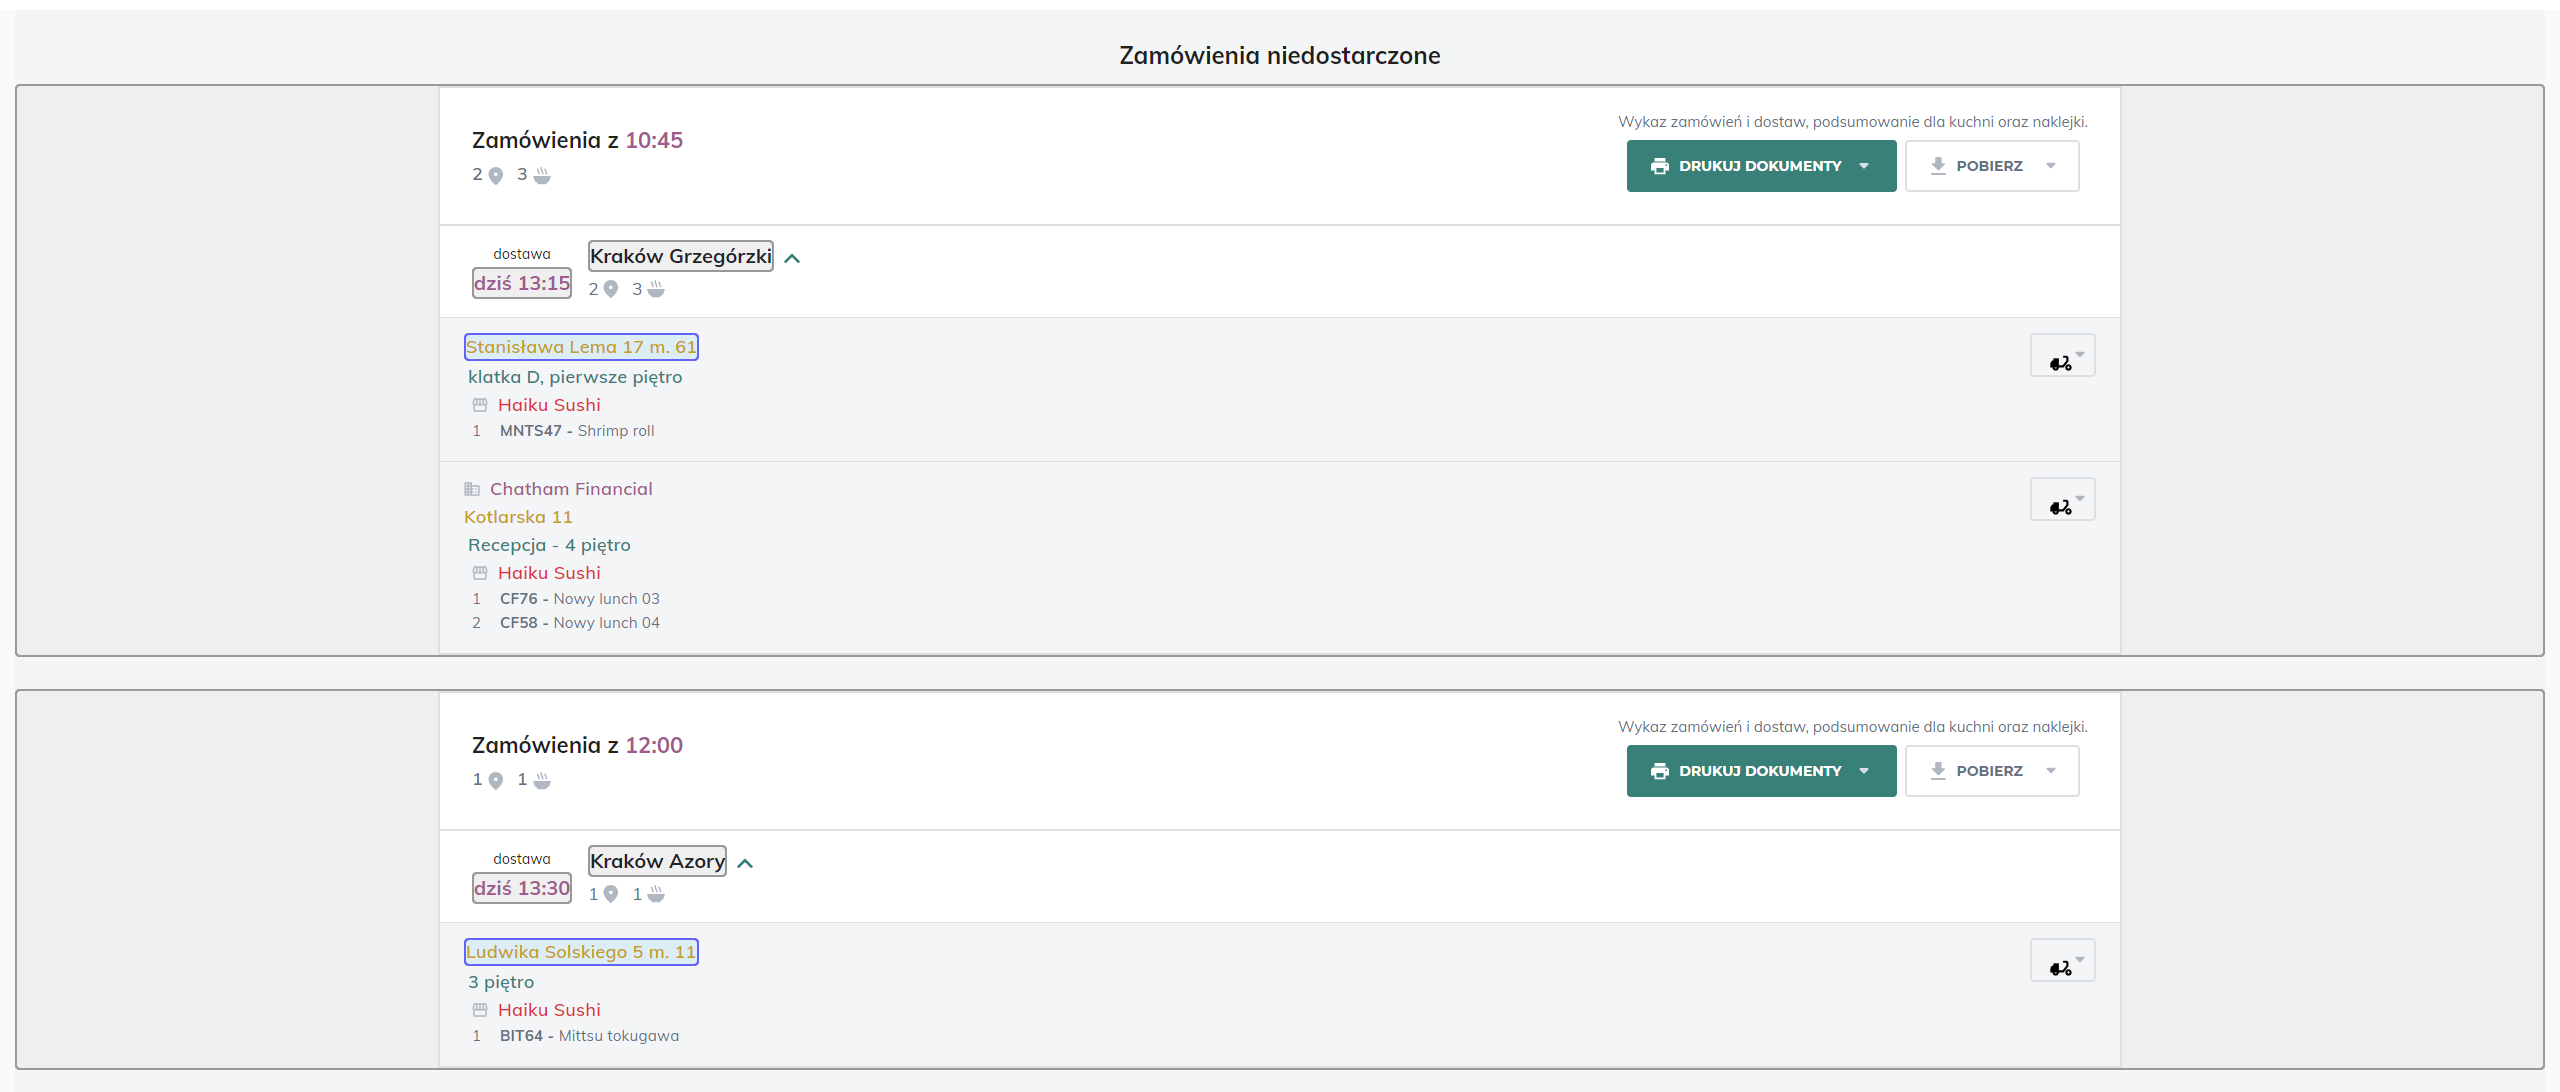 Zamówienia niedostarczone
Zamówienia z 10:45
2 3
Wykaz zamówień i dostaw, podsumowanie dla kuchni oraz naklejki.
DRUKUJ DOKUMENTY
POBIERZ
dostawa
dziś 13:15
Kraków Grzegórzki
2 3
Stanisława Lema 17 m. 61
klatka D, pierwsze piętro
Haiku Sushi
1 MNTS47 - Shrimp roll
Chatham Financial
Kotlarska 11
Recepcja - 4 piętro
Haiku Sushi
1 CF76 - Nowy lunch 03
2 CF58 - Nowy lunch 04
Zamówienia z 12:00
1 1
Wykaz zamówień i dostaw, podsumowanie dla kuchni oraz naklejki.
DRUKUJ DOKUMENTY
POBIERZ
dostawa
dziś 13:30
Kraków Azory
1 1
Ludwika Solskiego 5 m. 11
3 piętro
Haiku Sushi
1 BIT64 - Mittsu tokugawa